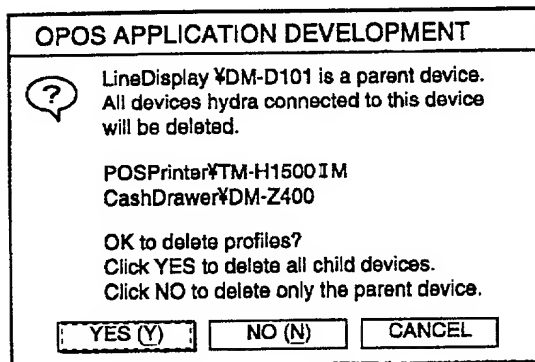 OPOS APPLICATION DEVELOPMENT
?
LineDisplay ¥DM-D101 is a parent device.
All devices hydra connected to this device
will be deleted.
POSPrinter¥TM-H1500ⅠM
CashDrawer¥DM-Z400
OK to delete profiles?
Click YES to delete all child devices.
Click NO to delete only the parent device.
YES (Y) NO (N) CANCEL